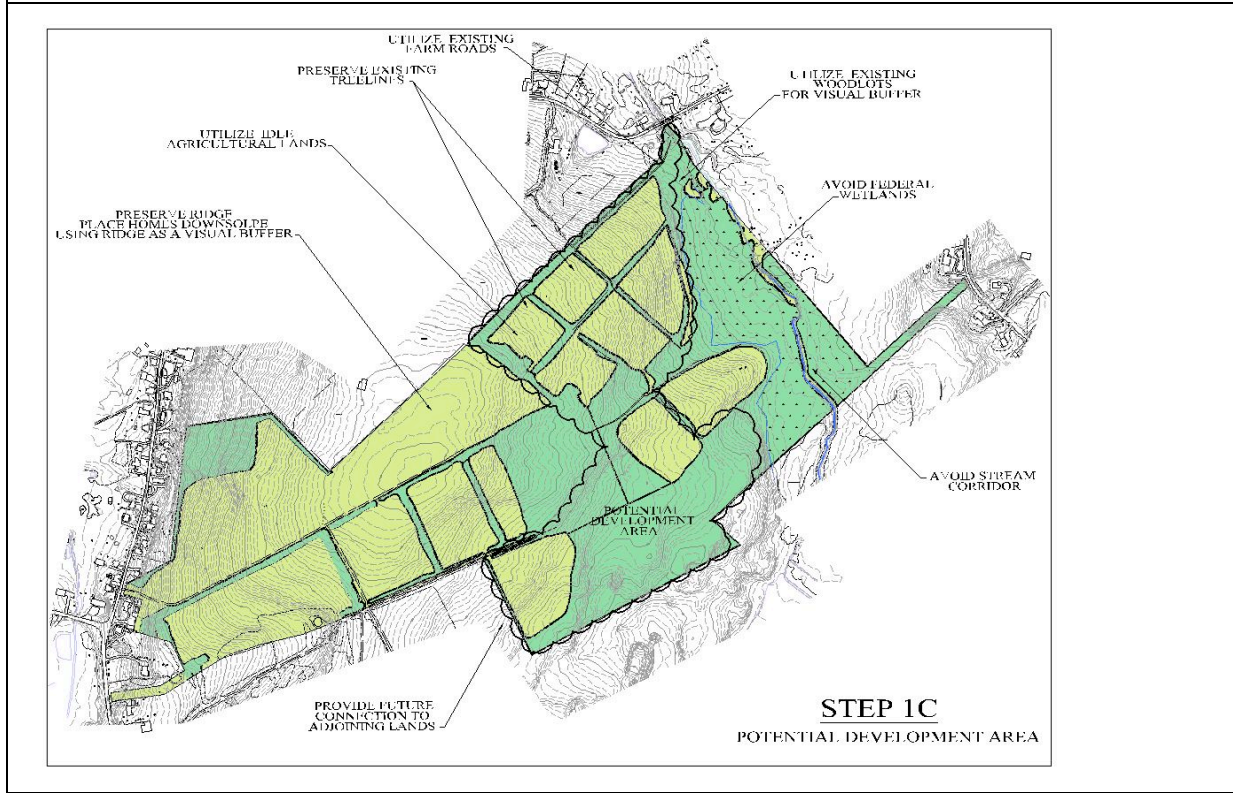 UTILIZE EXISTING
FARM ROADS
PRESERVE EXISTING
TREELINES
UTILIZE EXISTING
WOODLOTS
FOR VISUAL BUFFER
UTILIZE IDLE
AGRICULTURAL LANDS
AVOID FEDERAL
WETLANDS
PRESERVE RIDGE
PLACE HOMES DOWNSOLPE
USING RIDGE AS A VISUAL BUFFER
AVOID STREAM
CORRIDOR
POTENTIAL
DEVELOPMENT
AREA
PROVIDE FUTURE
CONNECTION TO
ADJOINING LANDS
STEP 1C
POTENTIAL DEVELOPMENT AREA